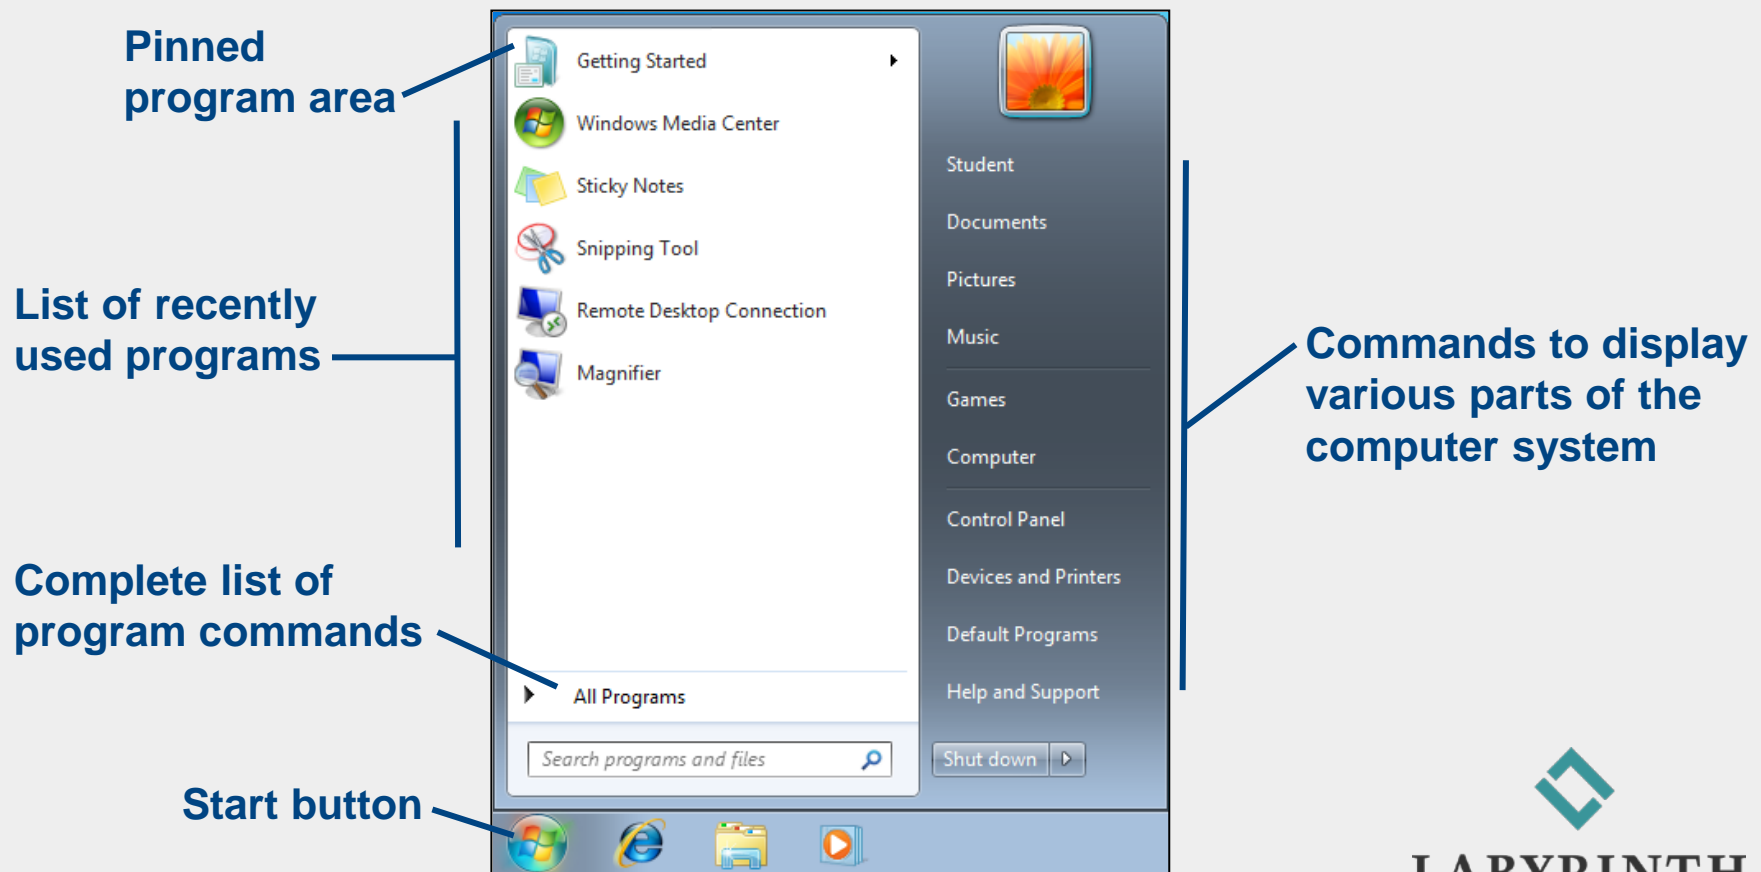 Pinned
program area
List of recently
used programs
Complete list of
program commands
Start button
Getting Started
Windows Media Center
Sticky Notes
Snipping Tool
Remote Desktop Connection
Magnifier
All Programs
Search programs and files
Student
Documents
Pictures
Music
Games
Computer
Control Panel
Devices and Printers
Default Programs
Help and Support
Shut down
Commands to display
various parts of the
computer system
LABYRINTH